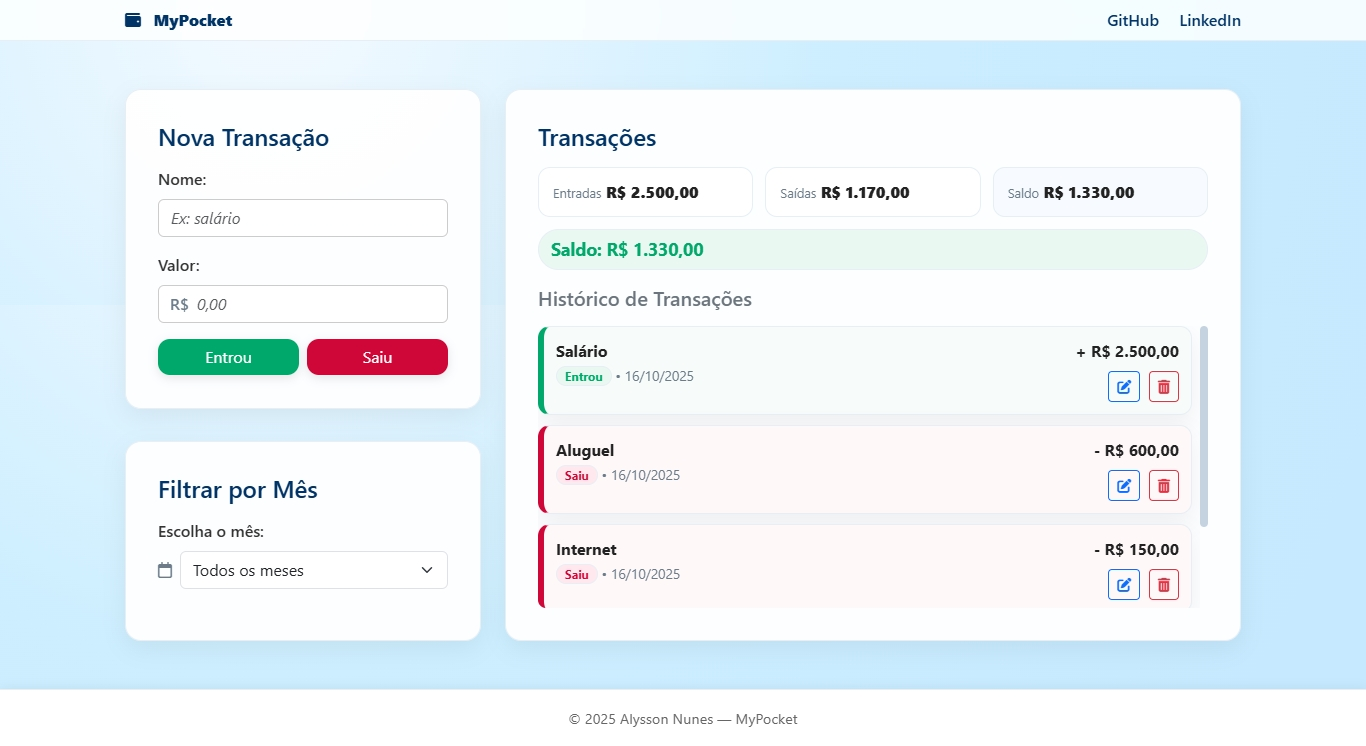 MyPocket
GitHub LinkedIn
Nova Transação
Nome:
Ex: salário
Valor:
R$ 0,00
Entrou Saiu
Filtrar por Mês
Escolha o mês:
Todos os meses
Transações
Entradas R$ 2.500,00 Saídas R$ 1.170,00 Saldo R$ 1.330,00
Saldo: R$ 1.330,00
Histórico de Transações
Salário + R$ 2.500,00
Entrou • 16/10/2025
Aluguel - R$ 600,00
Saiu • 16/10/2025
Internet - R$ 150,00
Saiu • 16/10/2025
© 2025 Alysson Nunes — MyPocket